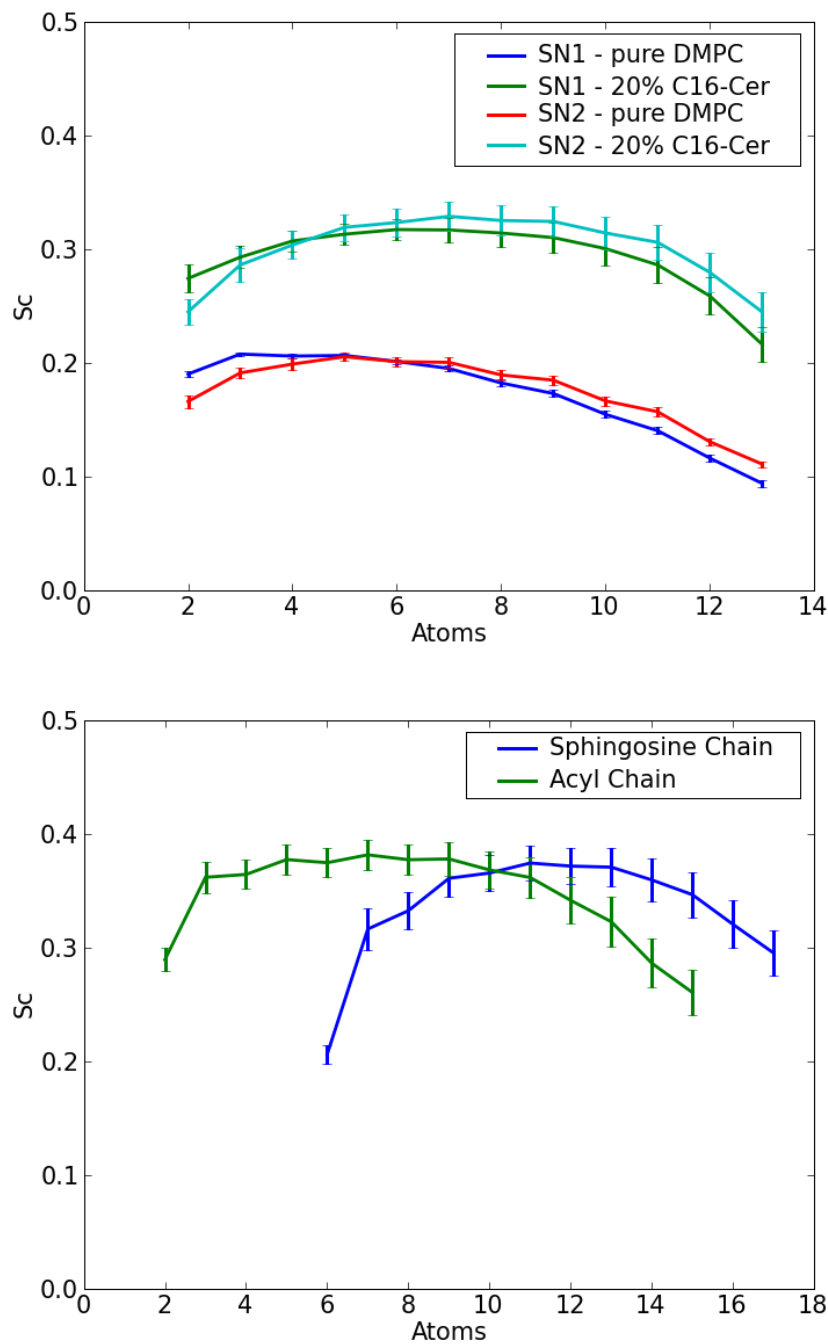 0.5
SN1 - pure DMPC
SN1 - 20% C16-Cer
SN2 - pure DMPC
SN2 - 20% C16-Cer
0.4
0.3
Sc
0.2
0.1
0.0
0 2 4 6 8 10 12 14
Atoms
0.5
Sphingosine Chain
Acyl Chain
0.4
0.3
Sc
0.2
0.1
0.0
0 2 4 6 8 10 12 14 16 18
Atoms